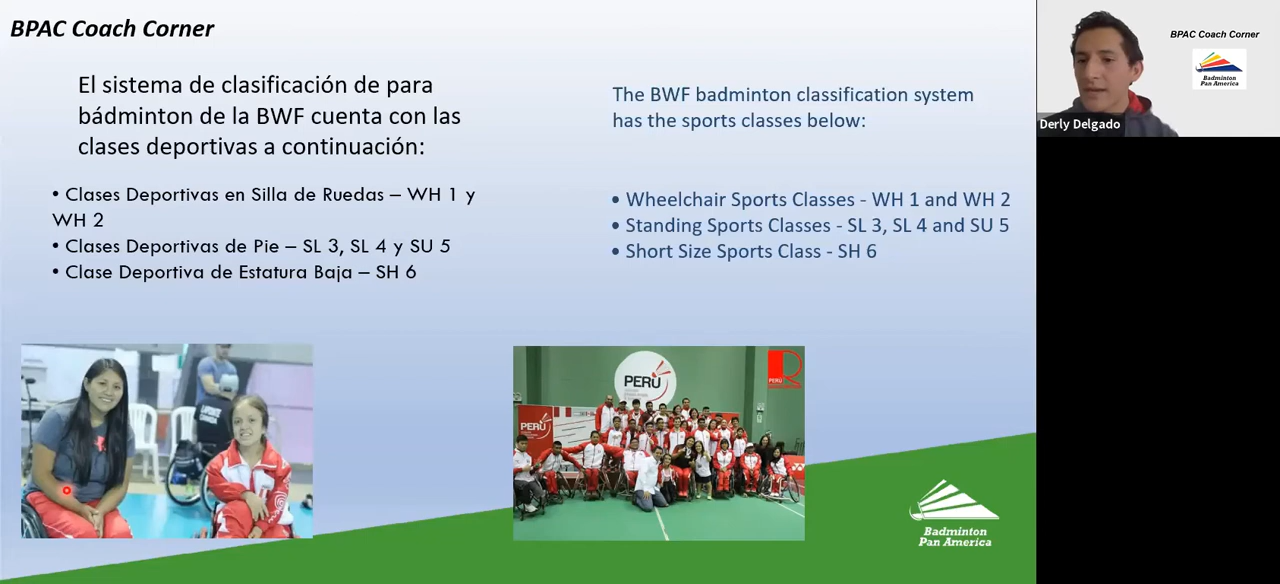 BPAC Coach Corner
El sistema de clasificación de para
bádminton de la BWF cuenta con las
clases deportivas a continuación:
• Clases Deportivas en Silla de Ruedas – WH 1 y
WH 2
• Clases Deportivas de Pie – SL 3, SL 4 y SU 5
• Clase Deportiva de Estatura Baja – SH 6
The BWF badminton classification system
has the sports classes below:
• Wheelchair Sports Classes - WH 1 and WH 2
• Standing Sports Classes - SL 3, SL 4 and SU 5
• Short Size Sports Class - SH 6
PERÚ
PERÚ
PERÚ
Badminton
Pan America
BPAC Coach Corner
Badminton
Pan America
Derly Delgado